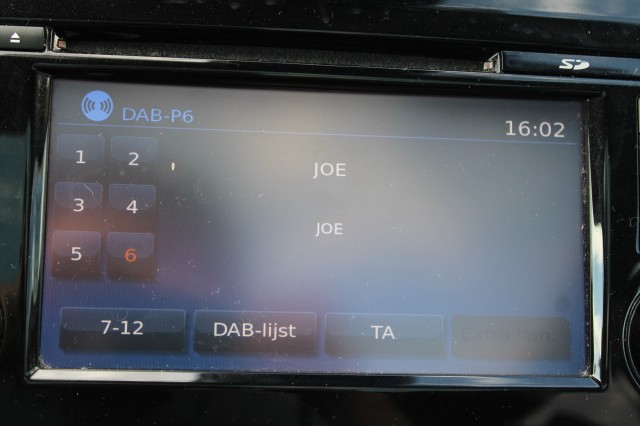 SD
DAB-P6
16:02
1 2
JOE
3 4
JOE
5 6
7-12 DAB-lijst TA